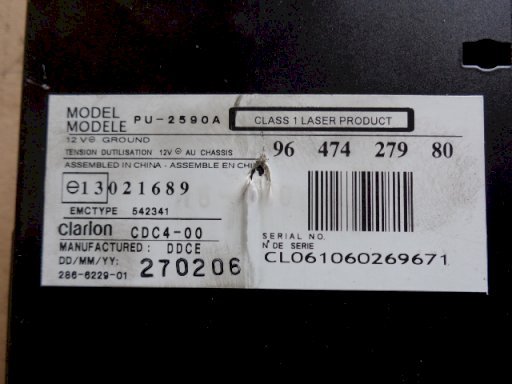 MODEL
MODELE PU-2590A
CLASS 1 LASER PRODUCT
12V⊖ GROUND
TENSION DUTILISATION 12V⊖ AU CHASSIS
96 474 279 80
ASSEMBLED IN CHINA - ASSEMBLE EN CHI
e13 021689
EMCTYPE 542341
clarion CDC4-00
MANUFACTURED: DDCE
DD/MM/YY: 270206
286-6229-01
SERIAL NO.
N° DE SERIE
CL061060269671